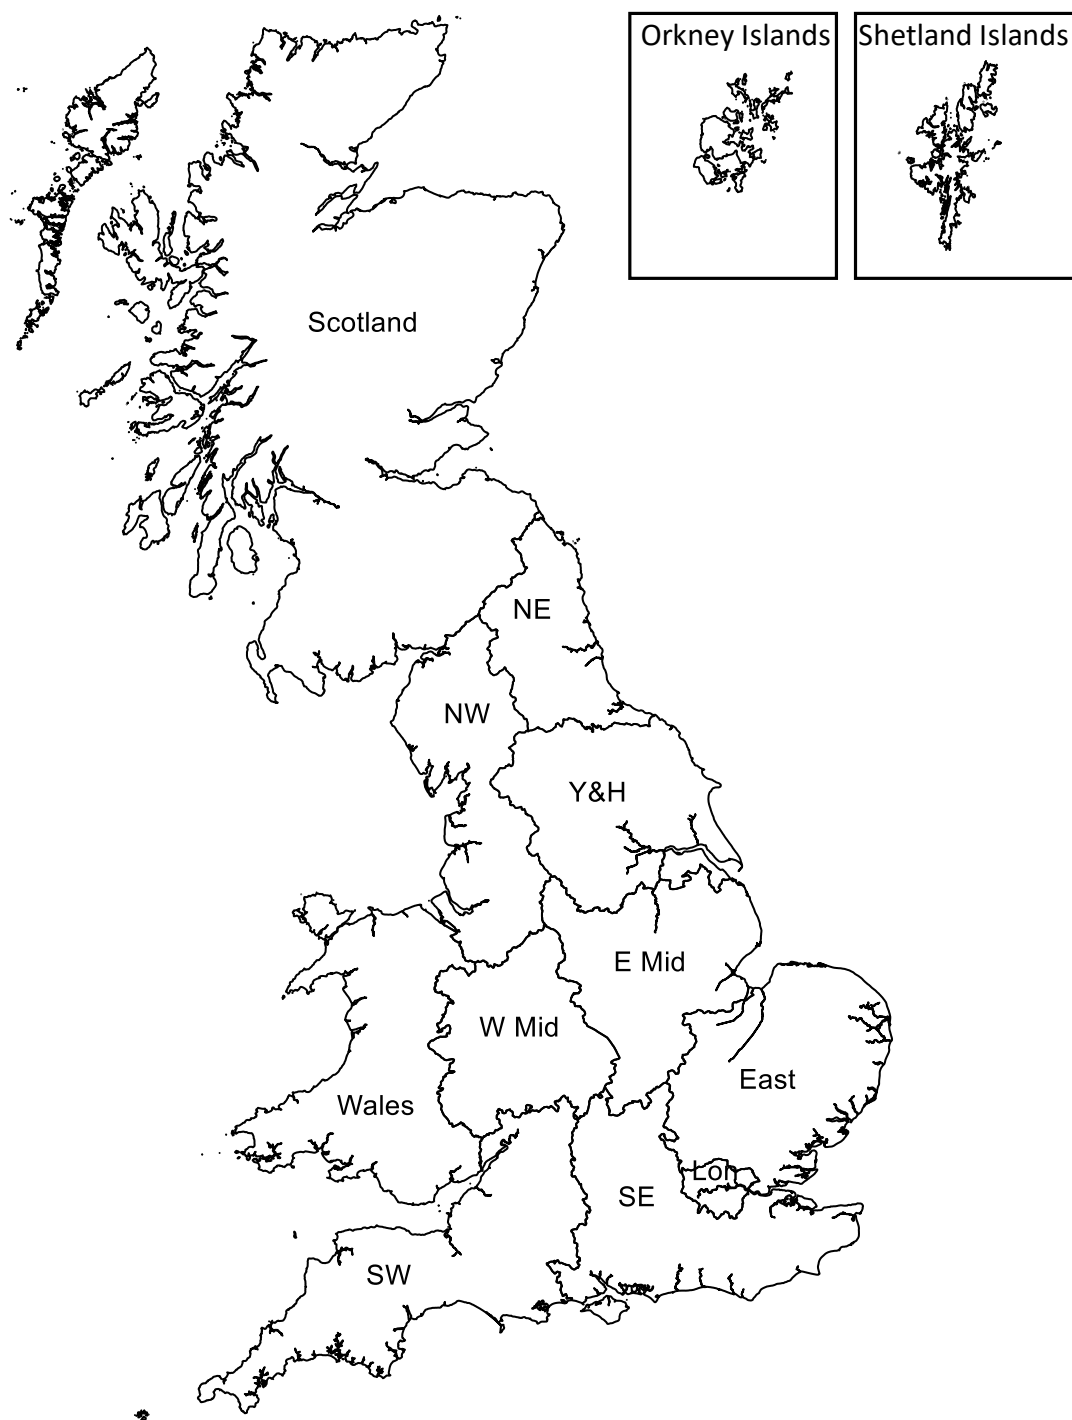 Orkney Islands
Shetland Islands
Scotland
NE
NW
Y&H
E Mid
W Mid
East
Wales
Lon
SE
SW